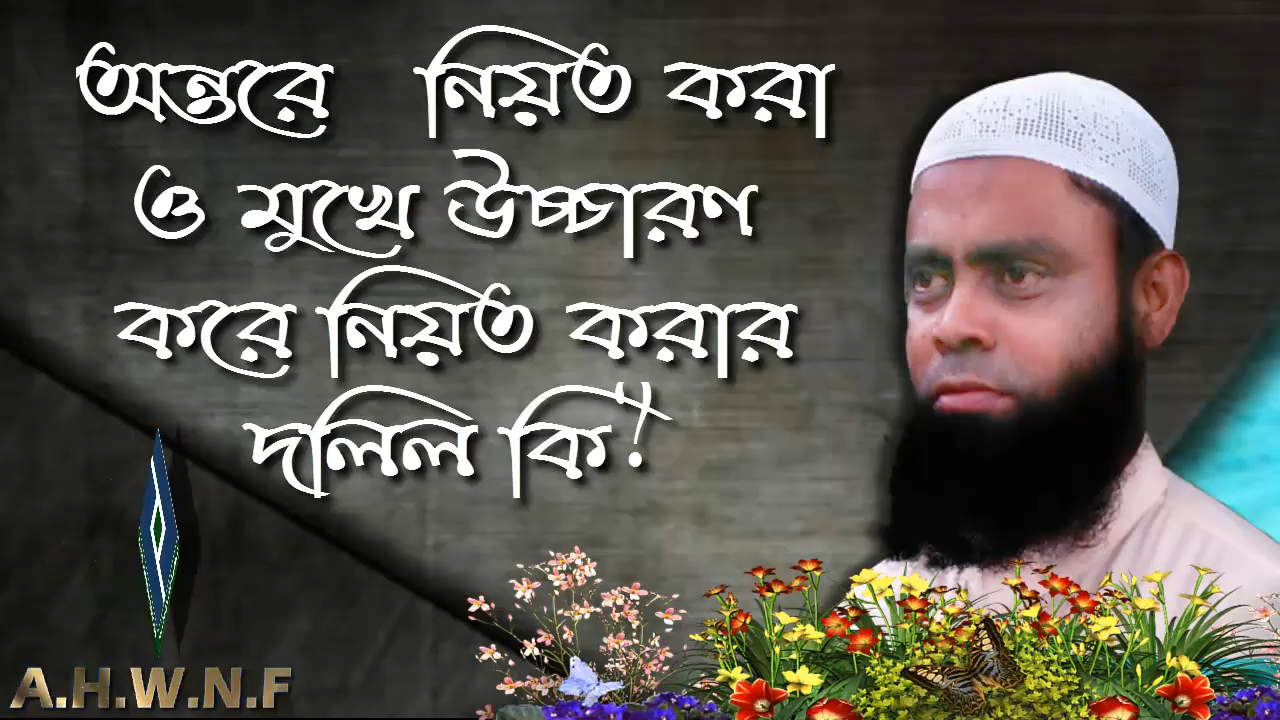 অন্তরে নিয়ত করা
ও মুখে উচ্চারণ
করে নিয়ত করার
দলিল কি?
A.H.W.N.F